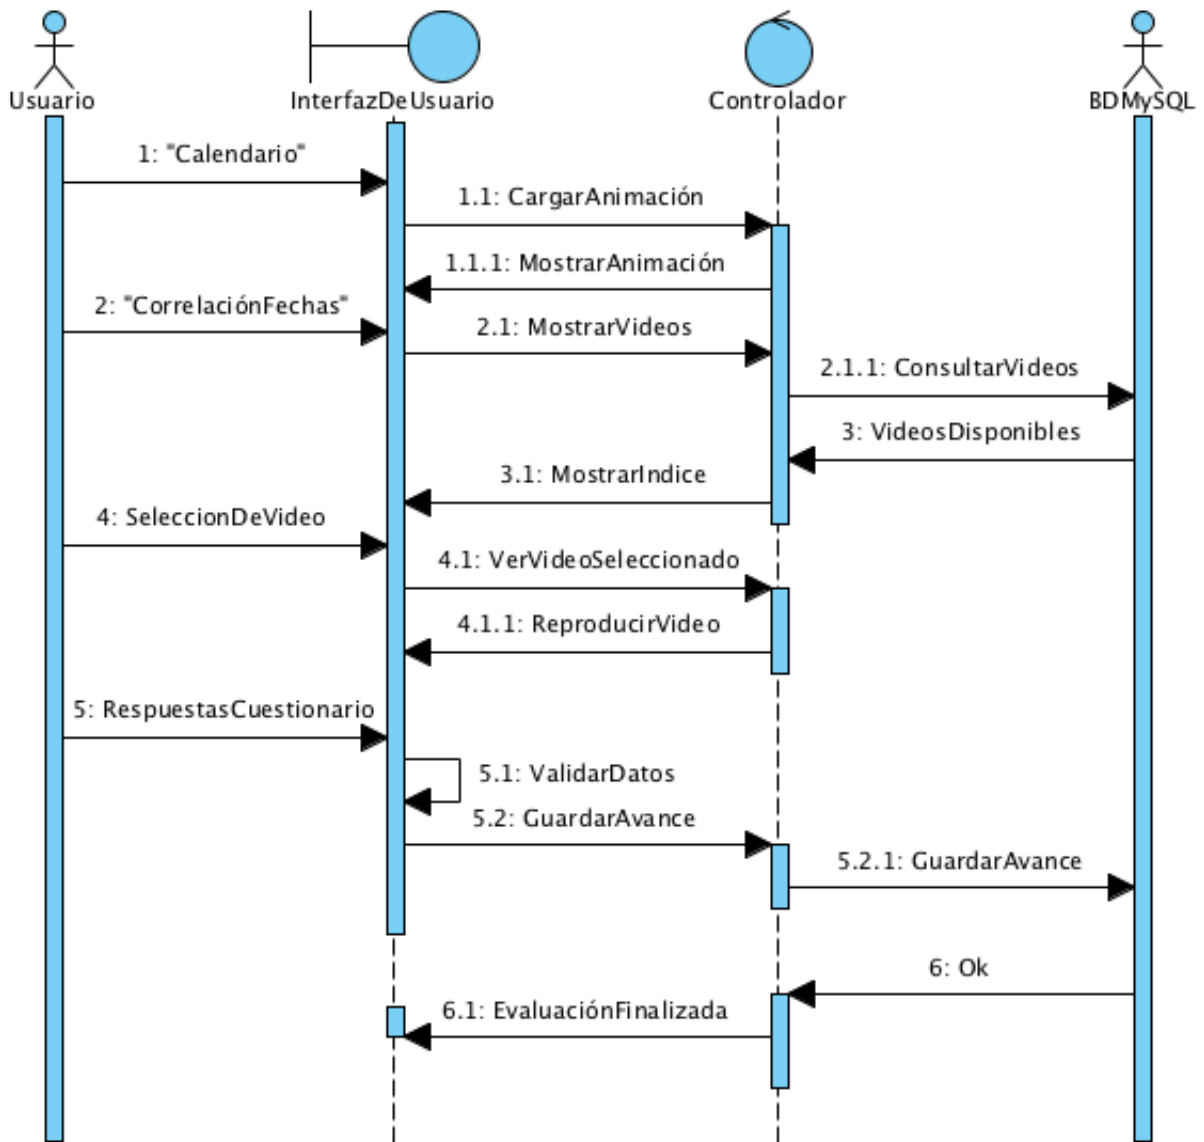 Usuario
InterfazDeUsuario
Controlador
BDMySQL
1: "Calendario"
1.1: CargarAnimación
1.1.1: MostrarAnimación
2: "CorrelaciónFechas"
2.1: MostrarVideos
2.1.1: ConsultarVideos
3: VideosDisponibles
3.1: MostrarIndice
4: SeleccionDeVideo
4.1: VerVideoSeleccionado
4.1.1: ReproducirVideo
5: RespuestasCuestionario
5.1: ValidarDatos
5.2: GuardarAvance
5.2.1: GuardarAvance
6: Ok
6.1: EvaluaciónFinalizada